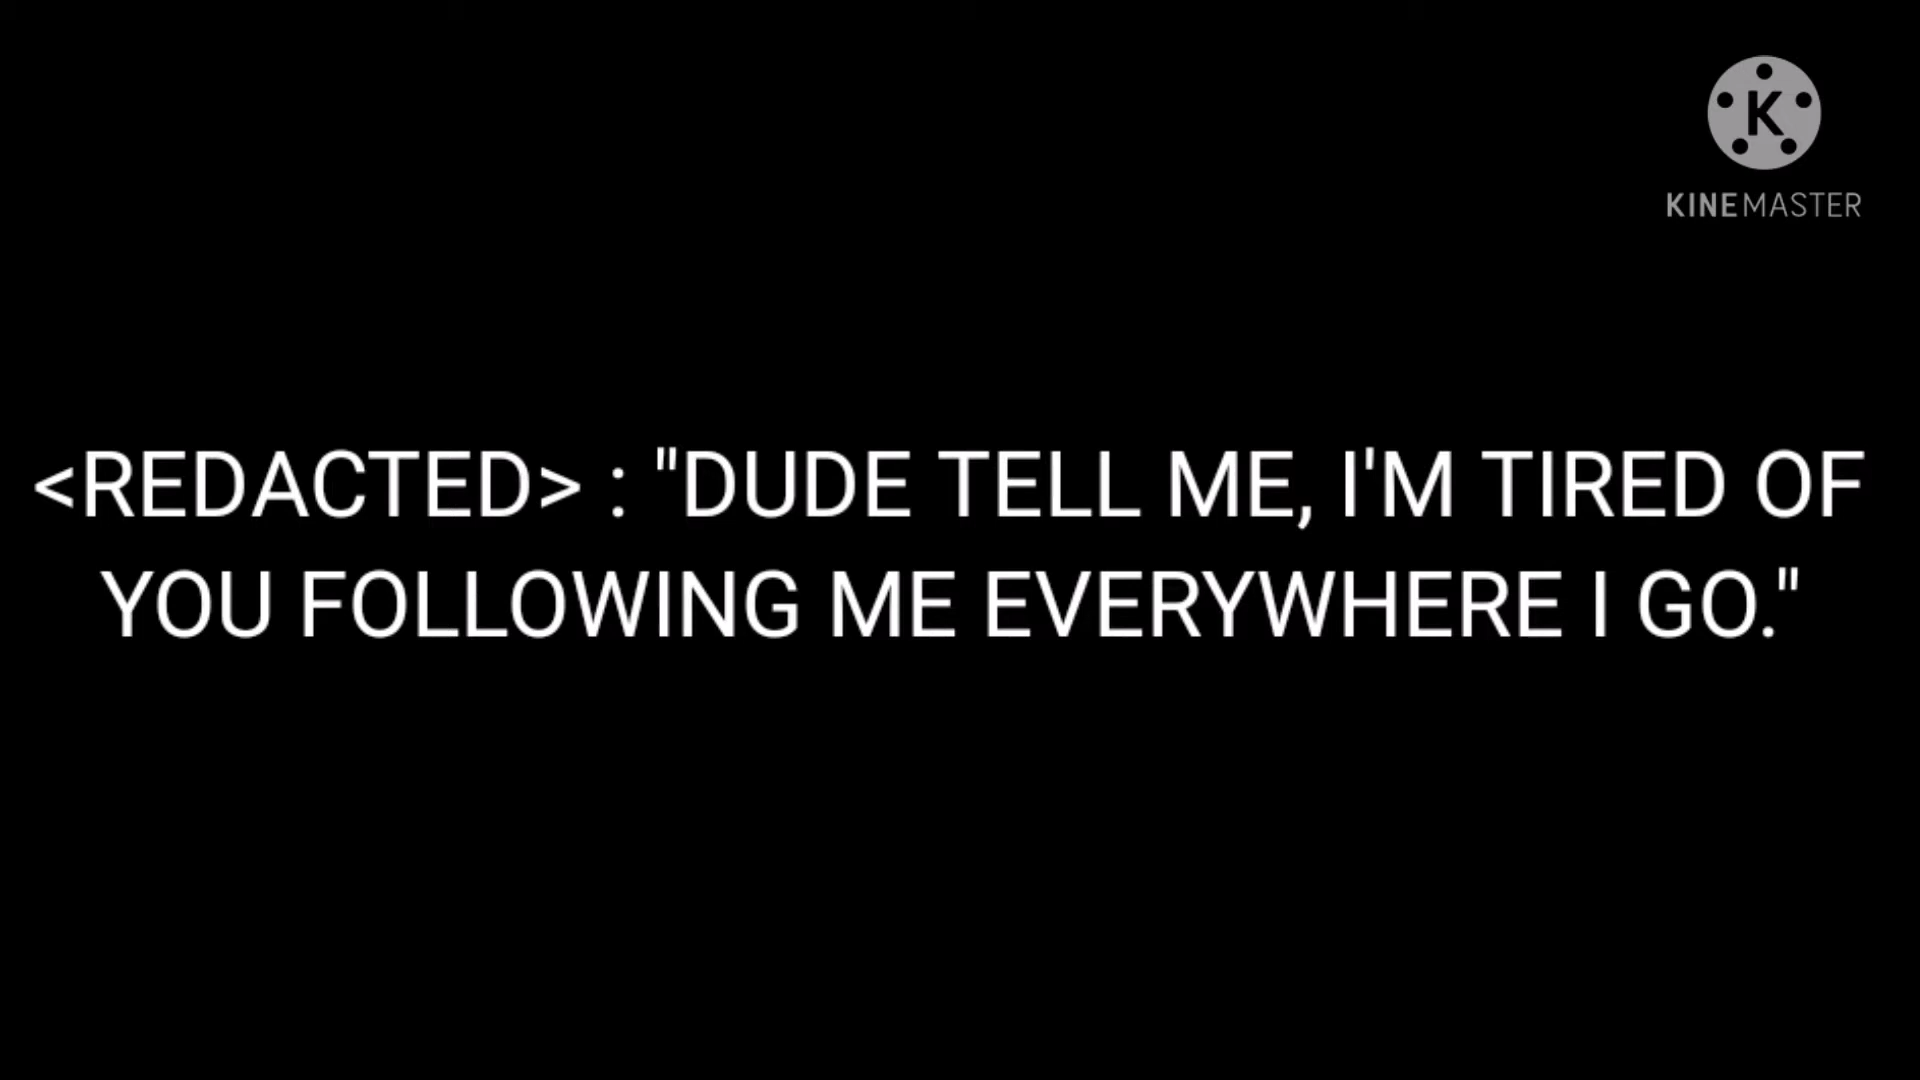 K
KINEMASTER
<REDACTED> : "DUDE TELL ME, I'M TIRED OF
YOU FOLLOWING ME EVERYWHERE I GO."